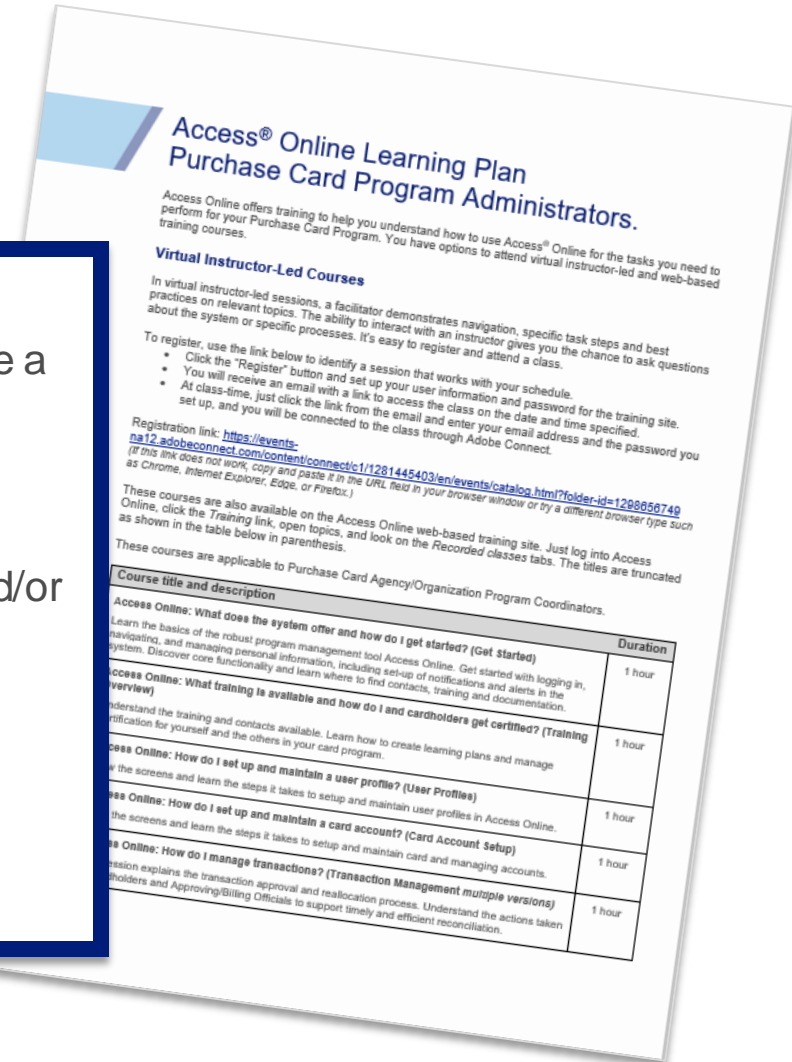 e a
d/or
Access® Online Learning Plan
Purchase Card Program Administrators.
Access Online offers training to help you understand how to use Access® Online for the tasks you need to
perform for your Purchase Card Program. You have options to attend virtual instructor-led and web-based
training courses.
Virtual Instructor-Led Courses
In virtual instructor-led sessions, a facilitator demonstrates navigation, specific task steps and best
practices on relevant topics. The ability to interact with an instructor gives you the chance to ask questions
about the system or specific processes. It's easy to register and attend a class.
To register, use the link below to identify a session that works with your schedule.
• Click the "Register" button and set up your user information and password for the training site.
• You will receive an email with a link to access the class on the date and time specified.
• At class-time, just click the link from the email and enter your email address and the password you
set up, and you will be connected to the class through Adobe Connect.
Registration link: https://events-
na12.adobeconnect.com/content/connect/c1/1281445403/en/events/catalog.html?folder-id=1298656749
(If this link does not work, copy and paste it in the URL field in your browser window or try a different browser type such
as Chrome, Internet Explorer, Edge, or Firefox.)
These courses are also available on the Access Online web-based training site. Just log into Access
Online, click the Training link, open topics, and look on the Recorded classes tabs. The titles are truncated
as shown in the table below in parenthesis.
These courses are applicable to Purchase Card Agency/Organization Program Coordinators.
Course title and description Duration
Access Online: What does the system offer and how do I get started? (Get Started) 1 hour
Learn the basics of the robust program management tool Access Online. Get started with logging in,
navigating, and managing personal information, including set-up of notifications and alerts in the
system. Discover core functionality and learn where to find contacts, training and documentation.
Access Online: What training is available and how do I and cardholders get certified? (Training 1 hour
verview)
nderstand the training and contacts available. Learn how to create learning plans and manage
rtification for yourself and the others in your card program.
cess Online: How do I set up and maintain a user profile? (User Profiles) 1 hour
w the screens and learn the steps it takes to setup and maintain user profiles in Access Online.
ess Online: How do I set up and maintain a card account? (Card Account Setup) 1 hour
the screens and learn the steps it takes to setup and maintain card and managing accounts.
ss Online: How do I manage transactions? (Transaction Management multiple versions) 1 hour
ession explains the transaction approval and reallocation process. Understand the actions taken
dholders and Approving/Billing Officials to support timely and efficient reconciliation.